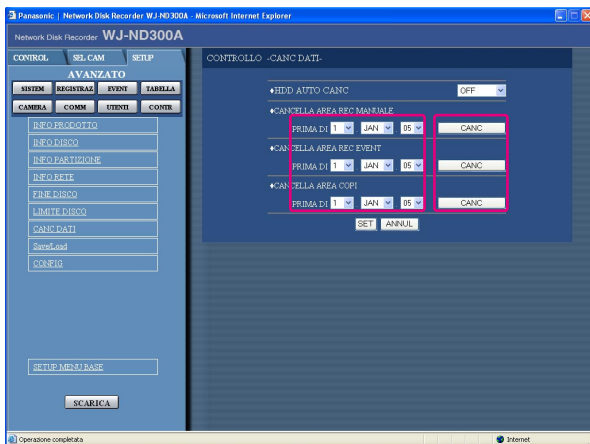 Panasonic | Network Disk Recorder WJ-ND300A - Microsoft Internet Explorer
Network Disk Recorder WJ-ND300A
CONTROL SEL CAM SETUP
AVANZATO
SISTEM REGISTRAZ EVENT TABELLA
CAMERA COMM UTENTI CONTR
INFO PRODOTTO
INFO DISCO
INFO PARTIZIONE
INFO RETE
FINE DISCO
LIMITE DISCO
CANC DATI
Save/Load
CONFIG
SETUP MENU BASE
SCARICA
CONTROLLO -CANC DATI-
♦HDD AUTO CANC OFF
♦CANCELLA AREA REC MANUALE
PRIMA DI 1 JAN 05 CANC
♦CANCELLA AREA REC EVENT
PRIMA DI 1 JAN 05 CANC
♦CANCELLA AREA COPI
PRIMA DI 1 JAN 05 CANC
SET ANNUL
Operazione completata Internet